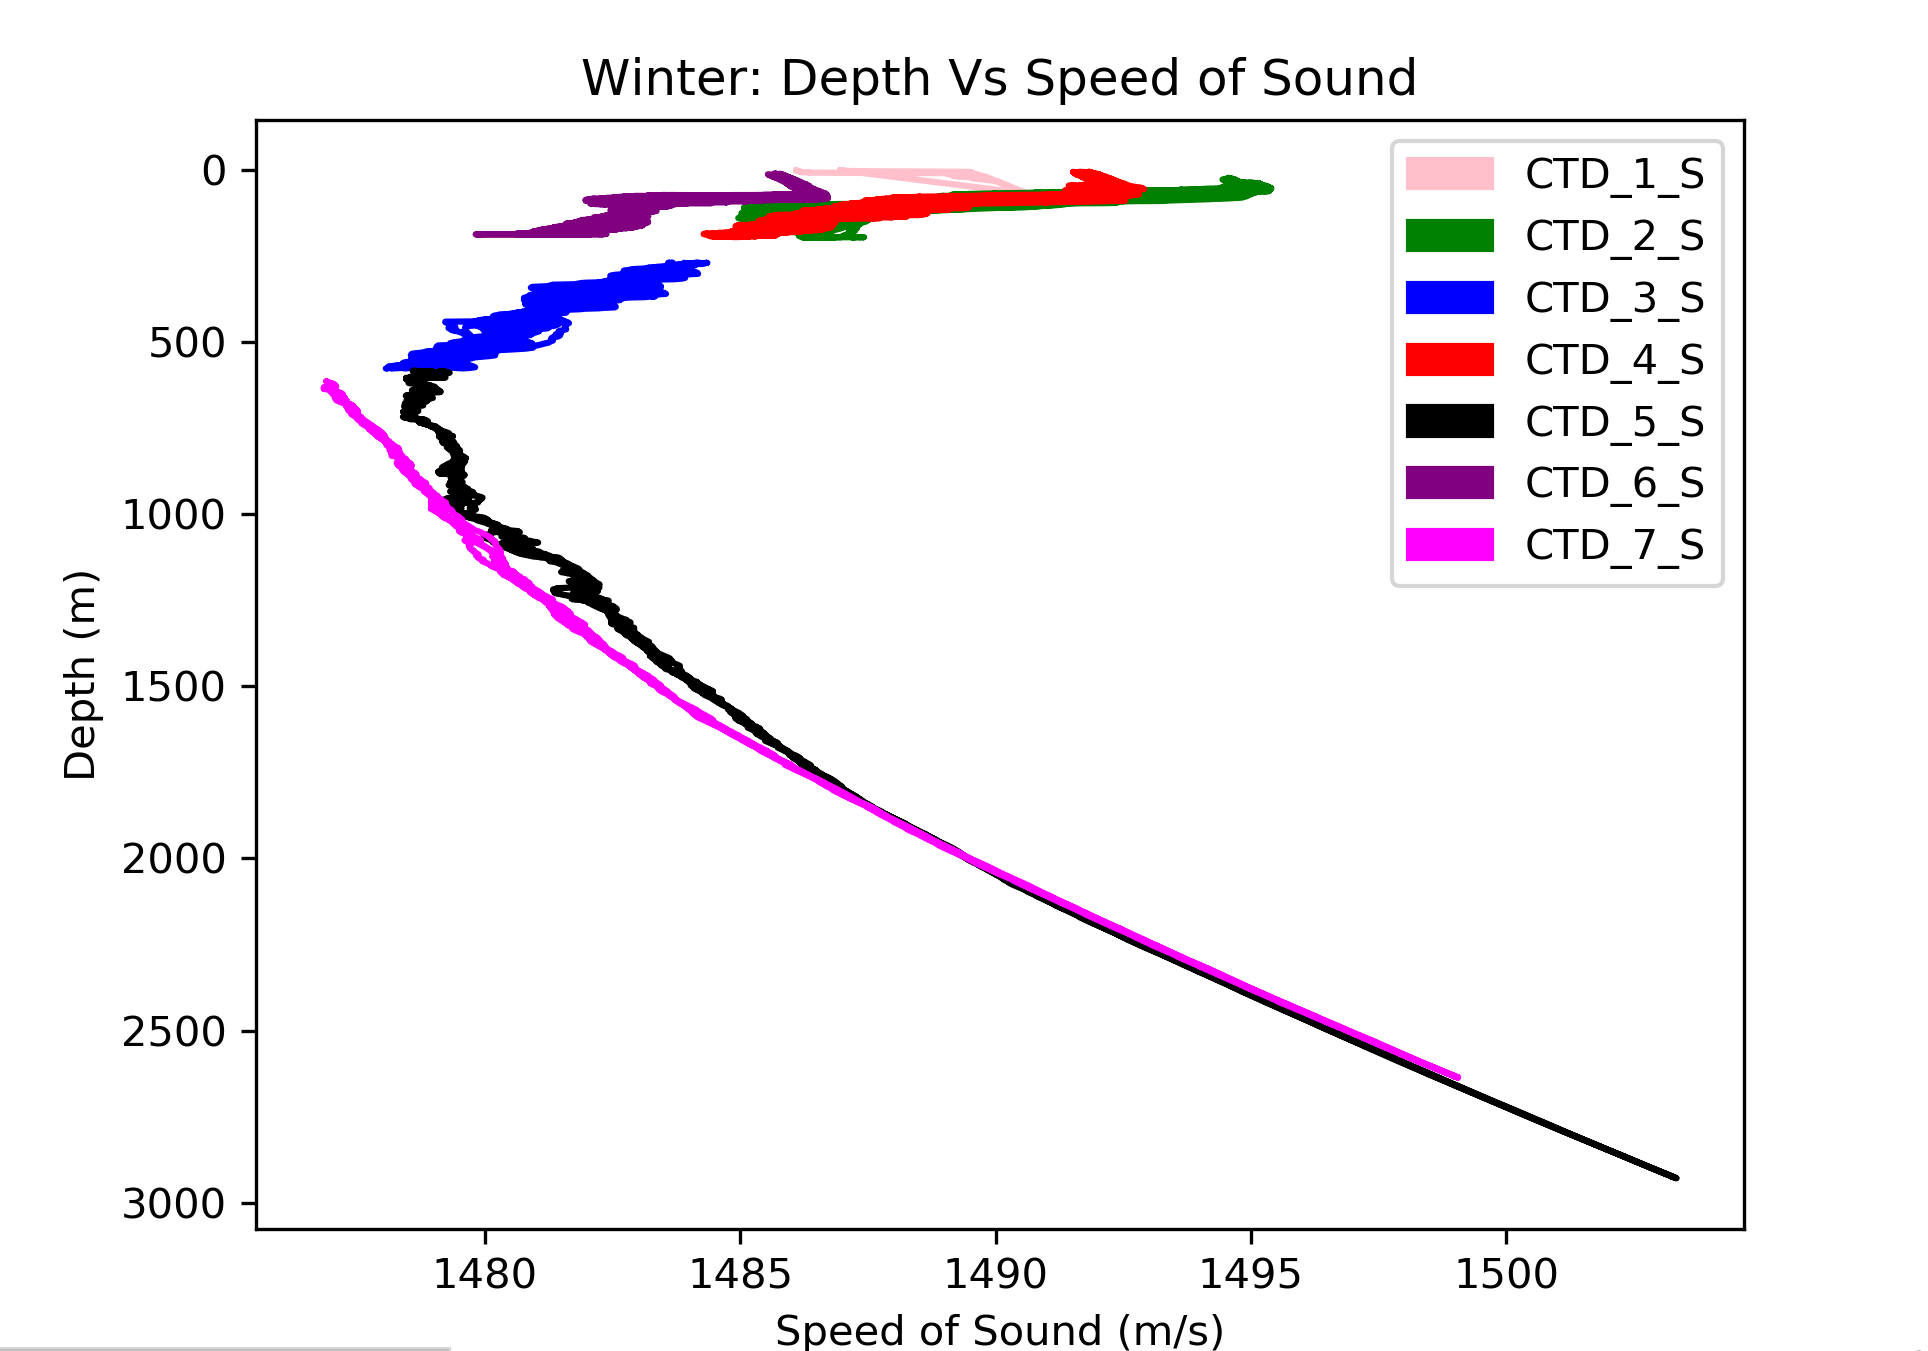 Winter: Depth Vs Speed of Sound
0
500
1000
1500
2000
2500
3000
Depth (m)
1480 1485 1490 1495 1500
Speed of Sound (m/s)
CTD_1_S
CTD_2_S
CTD_3_S
CTD_4_S
CTD_5_S
CTD_6_S
CTD_7_S